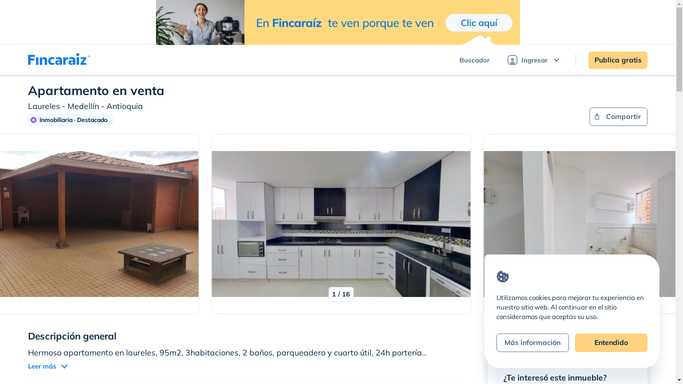 En Fincaraíz te ven porque te ven
Clic aquí
Fincaraiz
Buscador
Ingresar
Publica gratis
Apartamento en venta
Laureles - Medellín - Antioquia
Inmobiliaria - Destacado
Compartir
1 / 16
Utilizamos cookies para mejorar tu experiencia en
nuestro sitio web. Al continuar en el sitio
consideramos que aceptas su uso.
Más información
Entendido
Descripción general
Hermoso apartamento en laureles, 95m2, 3habitaciones, 2 baños, parqueadero y cuarto útil, 24h portería...
Leer más
¿Te interesó este inmueble?